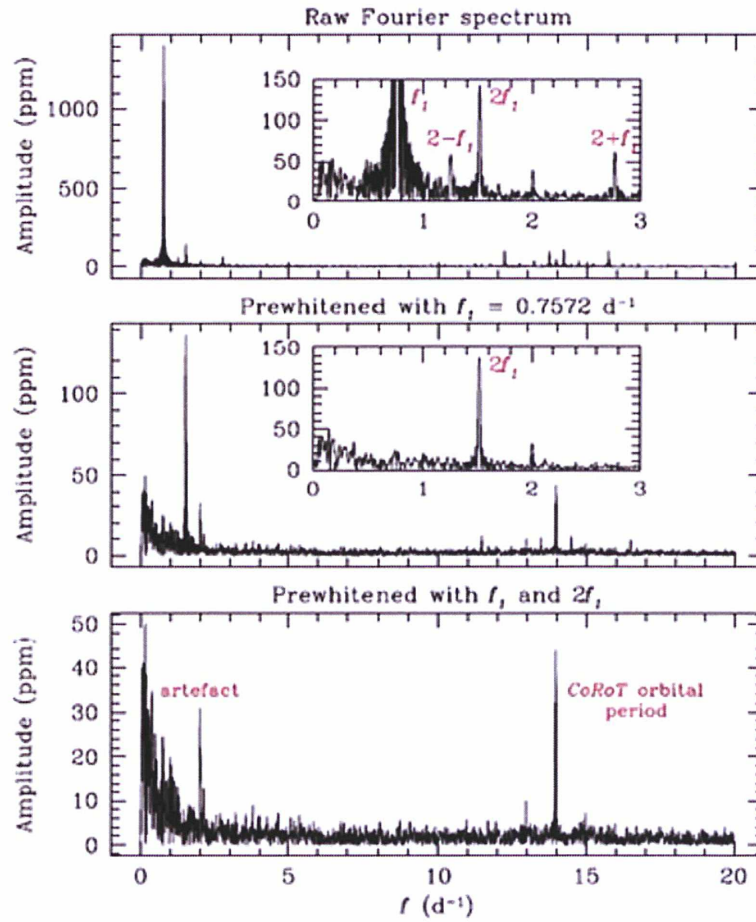 Raw Fourier spectrum
Amplitude (ppm)
1000
500
0
150
100
50
0
f1
2−f1
2f1
2+f1
0 1 2 3
Prewhitened with f1 = 0.7572 d−1
Amplitude (ppm)
100
50
0
150
100
50
0
2f1
0 1 2 3
Prewhitened with f1 and 2f1
Amplitude (ppm)
50
40
30
20
10
0
artefact
CoRoT orbital
period
0 5 10 15 20
f (d−1)